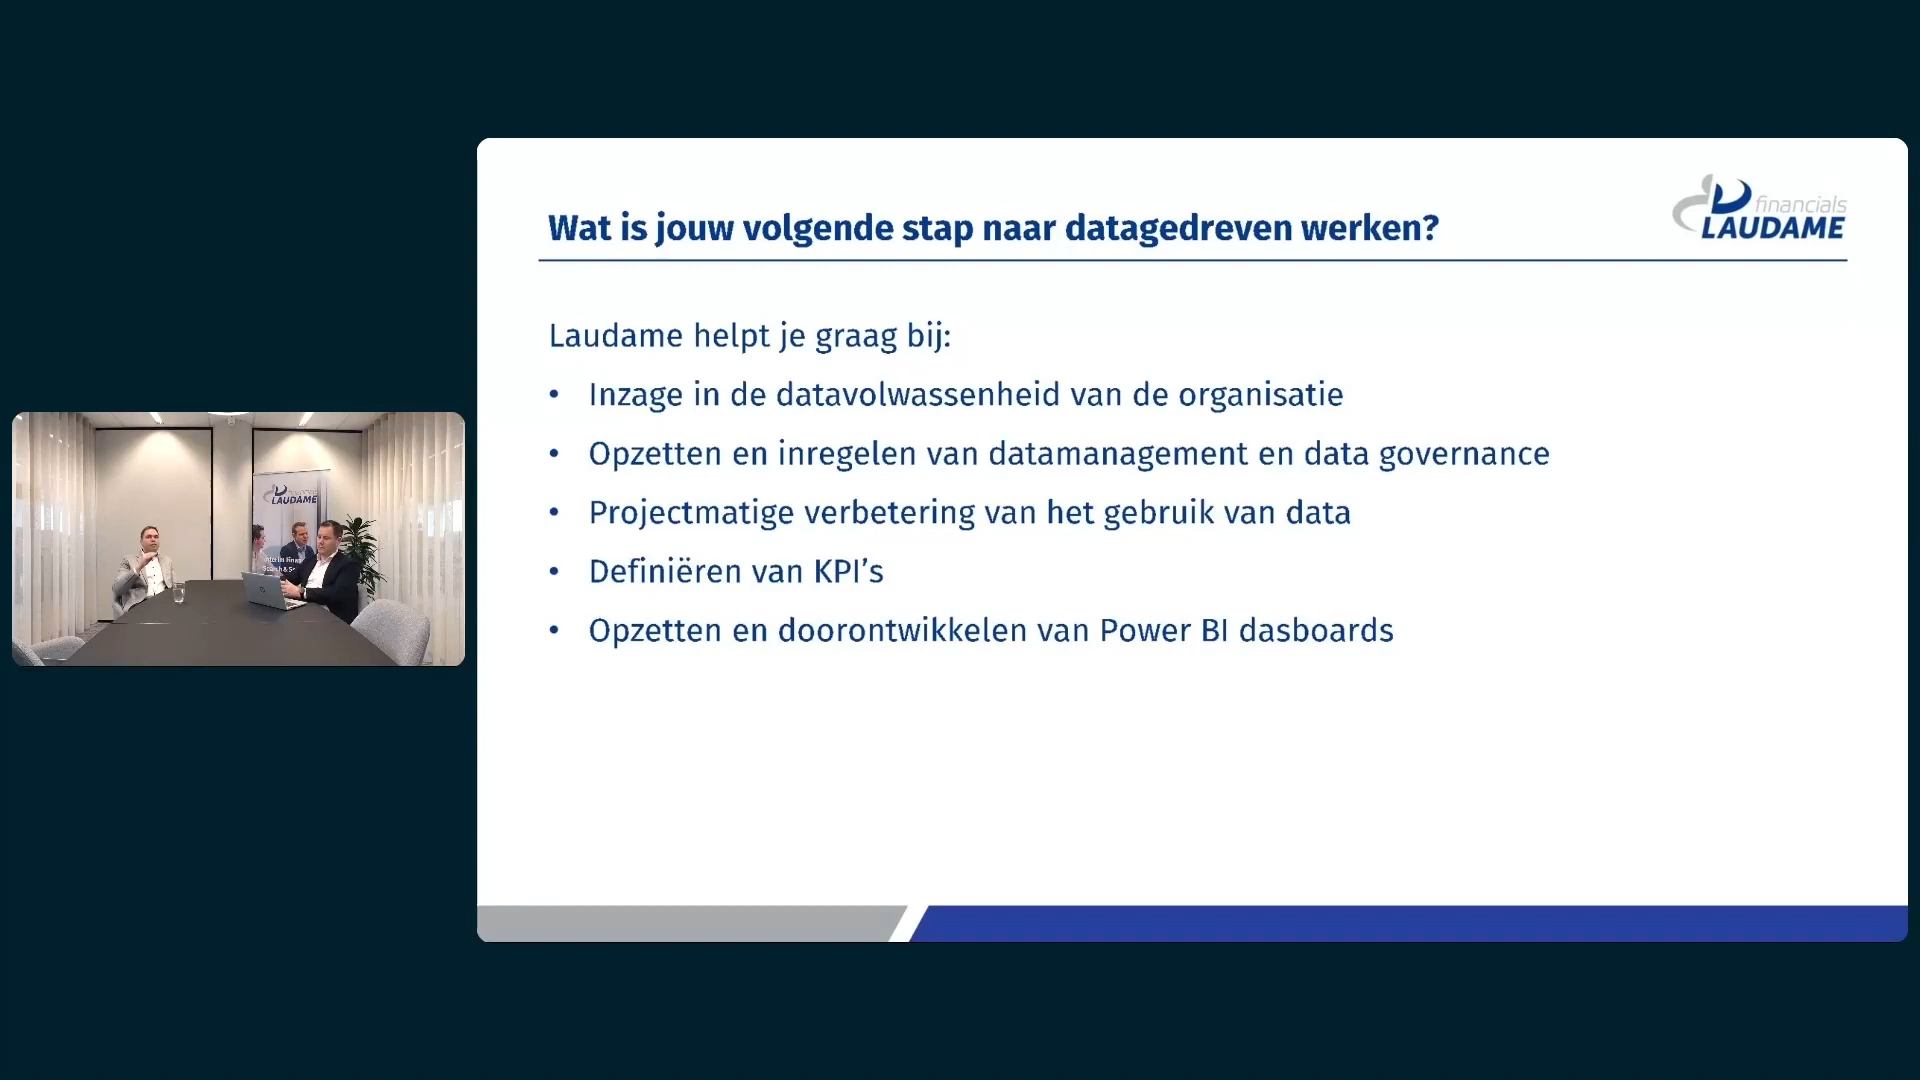 Wat is jouw volgende stap naar datagedreven werken?
financials
LAUDAME
Laudame helpt je graag bij:
• Inzage in de datavolwassenheid van de organisatie
• Opzetten en inregelen van datamanagement en data governance
• Projectmatige verbetering van het gebruik van data
• Definiëren van KPI’s
• Opzetten en doorontwikkelen van Power BI dasboards
LAUDAME